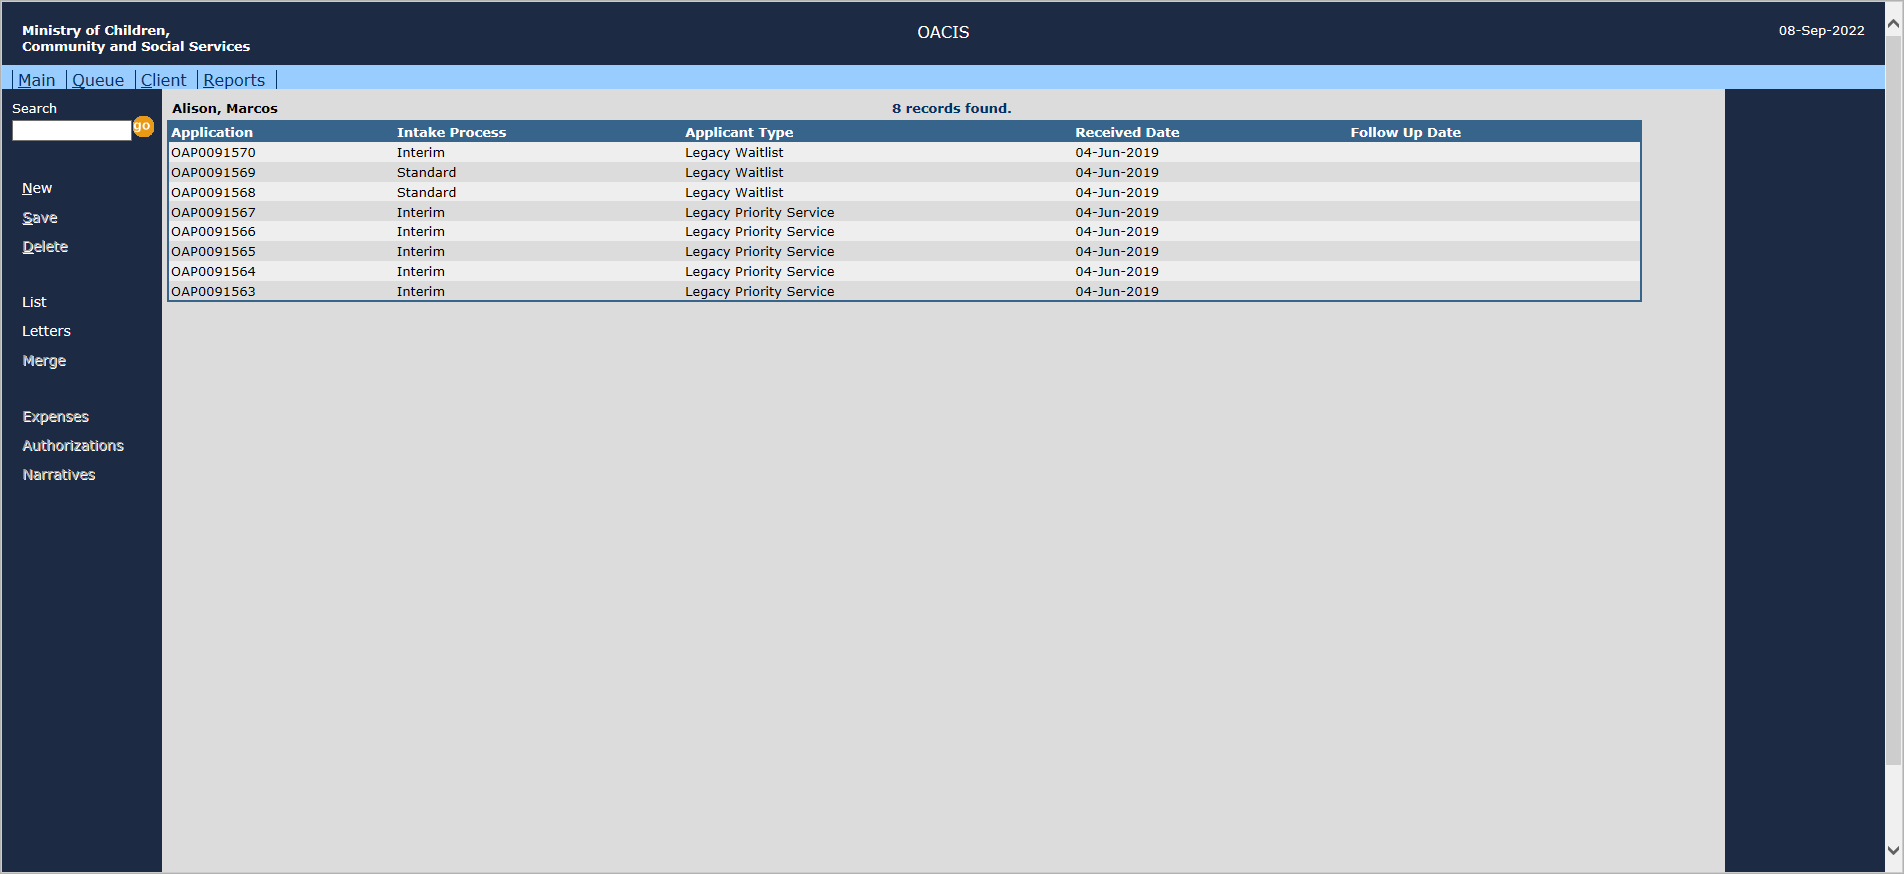 Ministry of Children,
Community and Social Services
OACIS
08-Sep-2022
Main Queue Client Reports
Search
go
New
Save
Delete
List
Letters
Merge
Expenses
Authorizations
Narratives
Alison, Marcos 8 records found.
Application Intake Process Applicant Type Received Date Follow Up Date
OAP0091570 Interim Legacy Waitlist 04-Jun-2019
OAP0091569 Standard Legacy Waitlist 04-Jun-2019
OAP0091568 Standard Legacy Waitlist 04-Jun-2019
OAP0091567 Interim Legacy Priority Service 04-Jun-2019
OAP0091566 Interim Legacy Priority Service 04-Jun-2019
OAP0091565 Interim Legacy Priority Service 04-Jun-2019
OAP0091564 Interim Legacy Priority Service 04-Jun-2019
OAP0091563 Interim Legacy Priority Service 04-Jun-2019